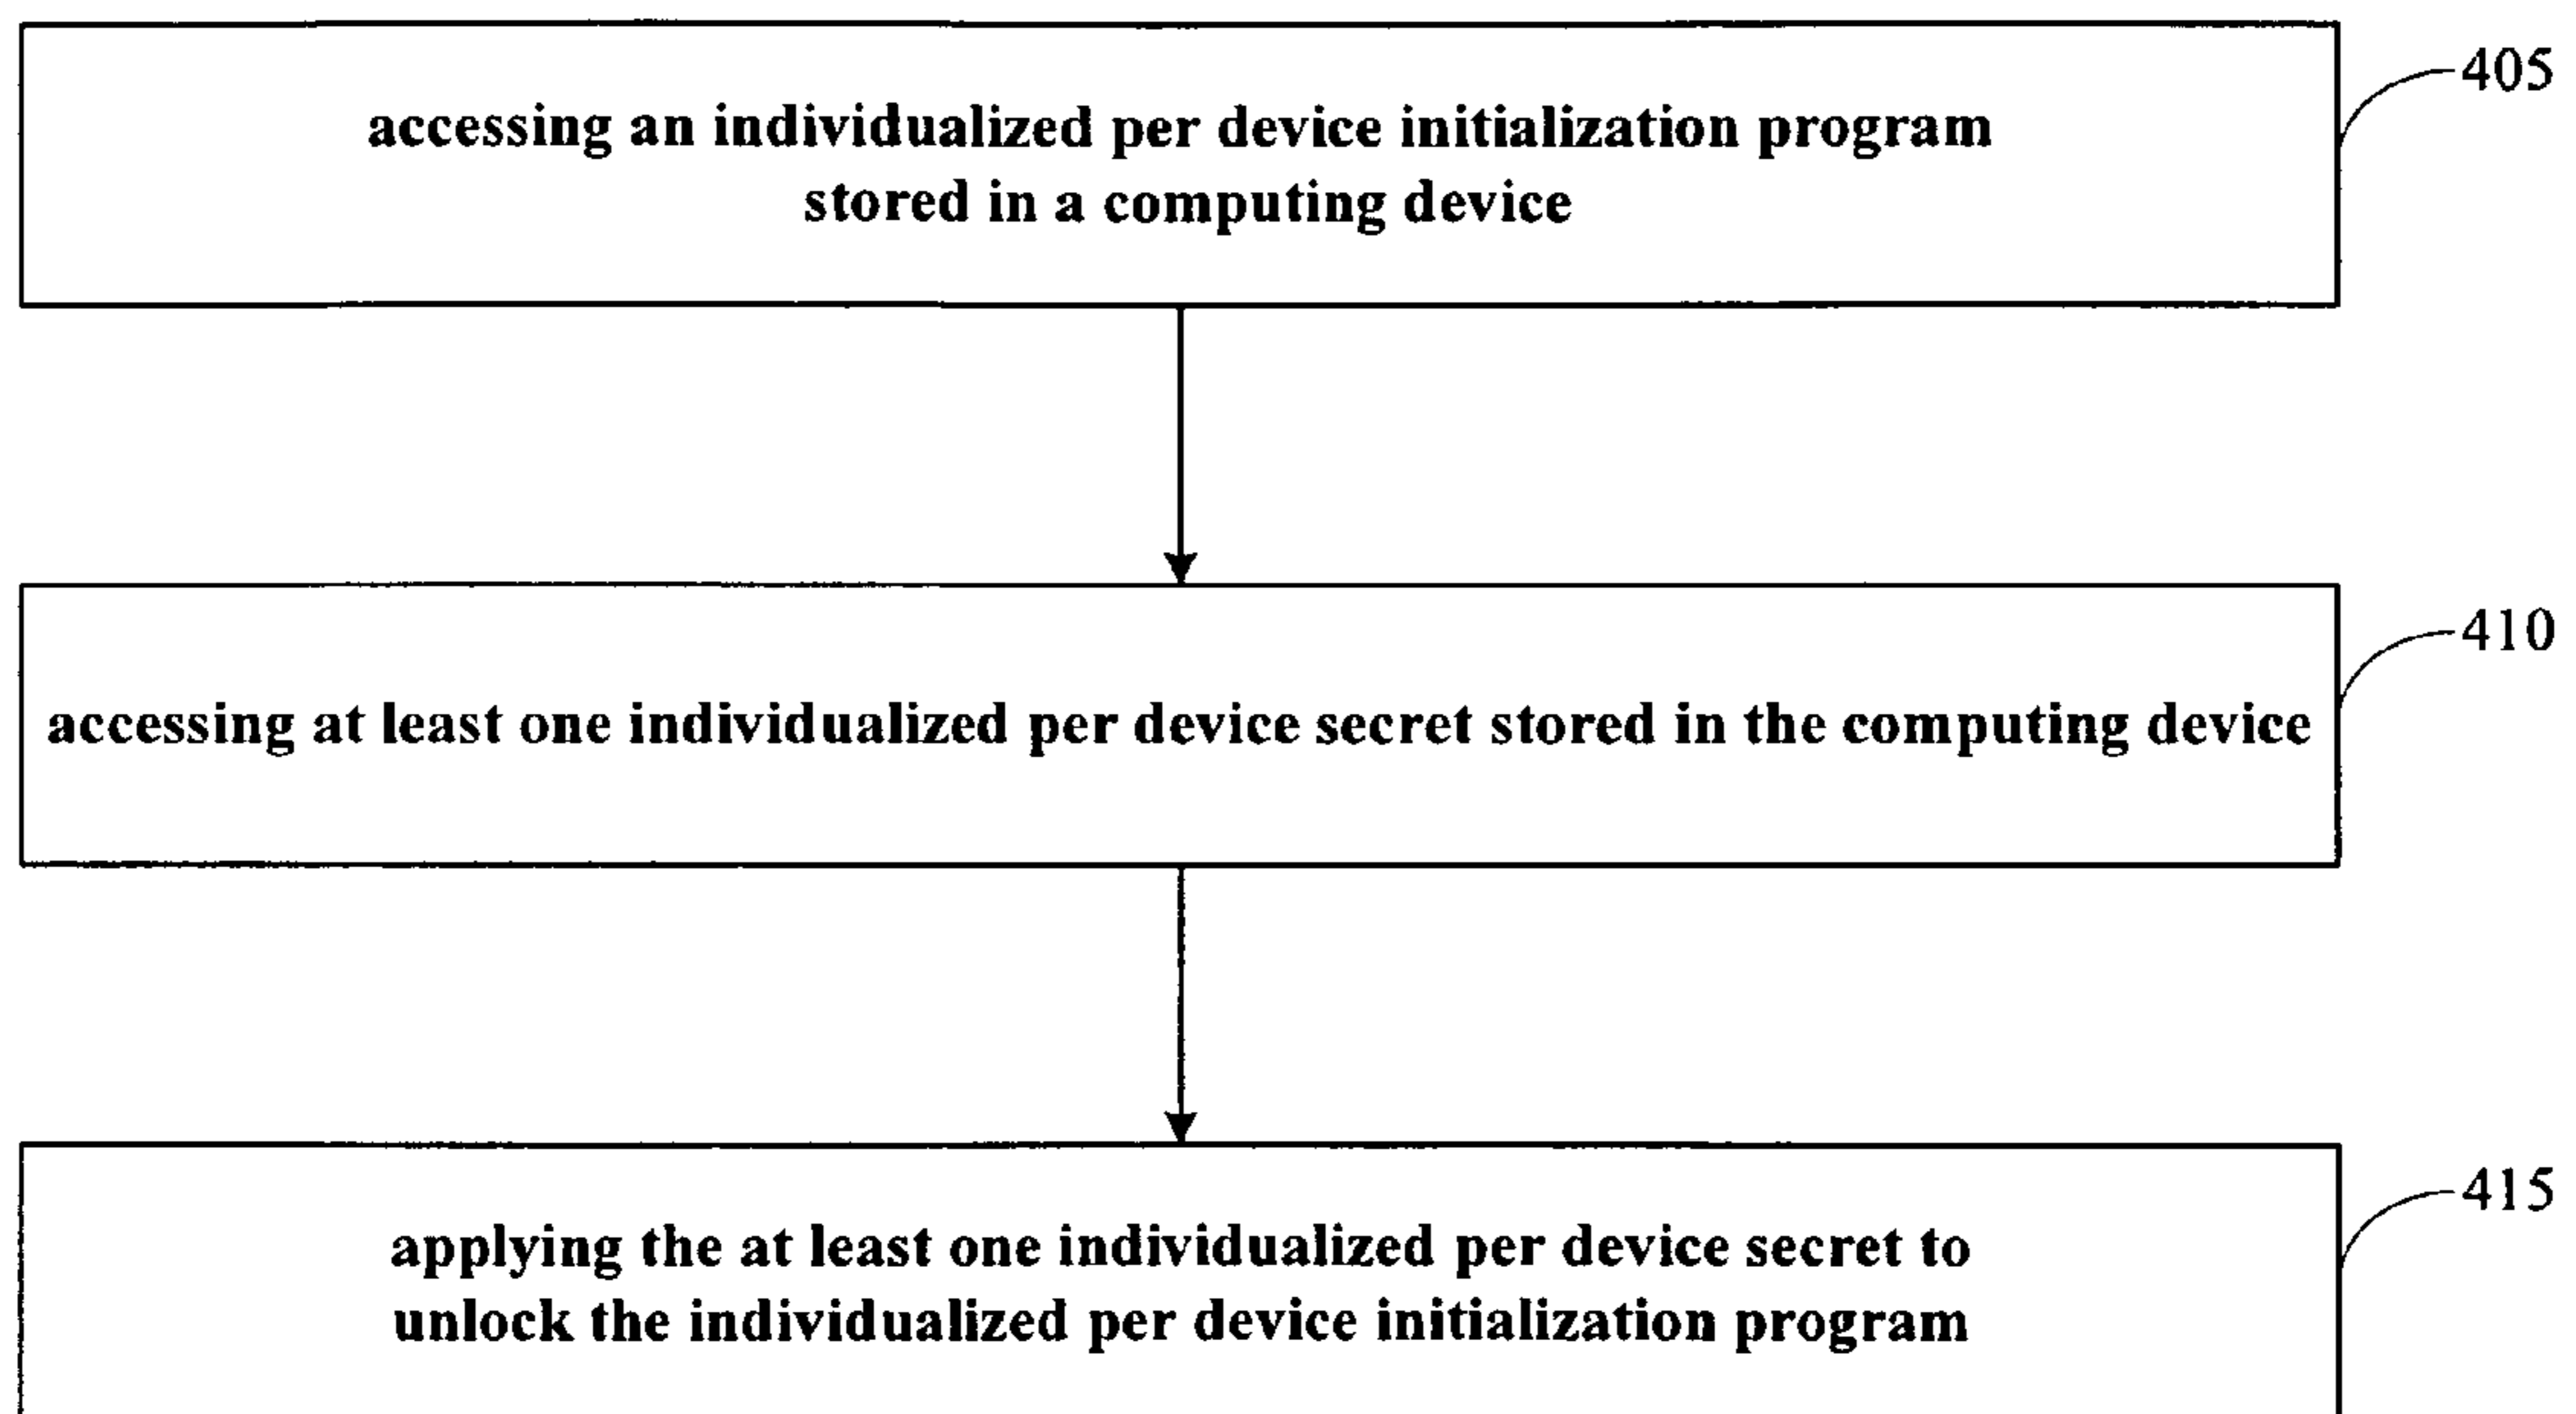 405
accessing an individualized per device initialization program
stored in a computing device
410
accessing at least one individualized per device secret stored in the computing device
415
applying the at least one individualized per device secret to
unlock the individualized per device initialization program